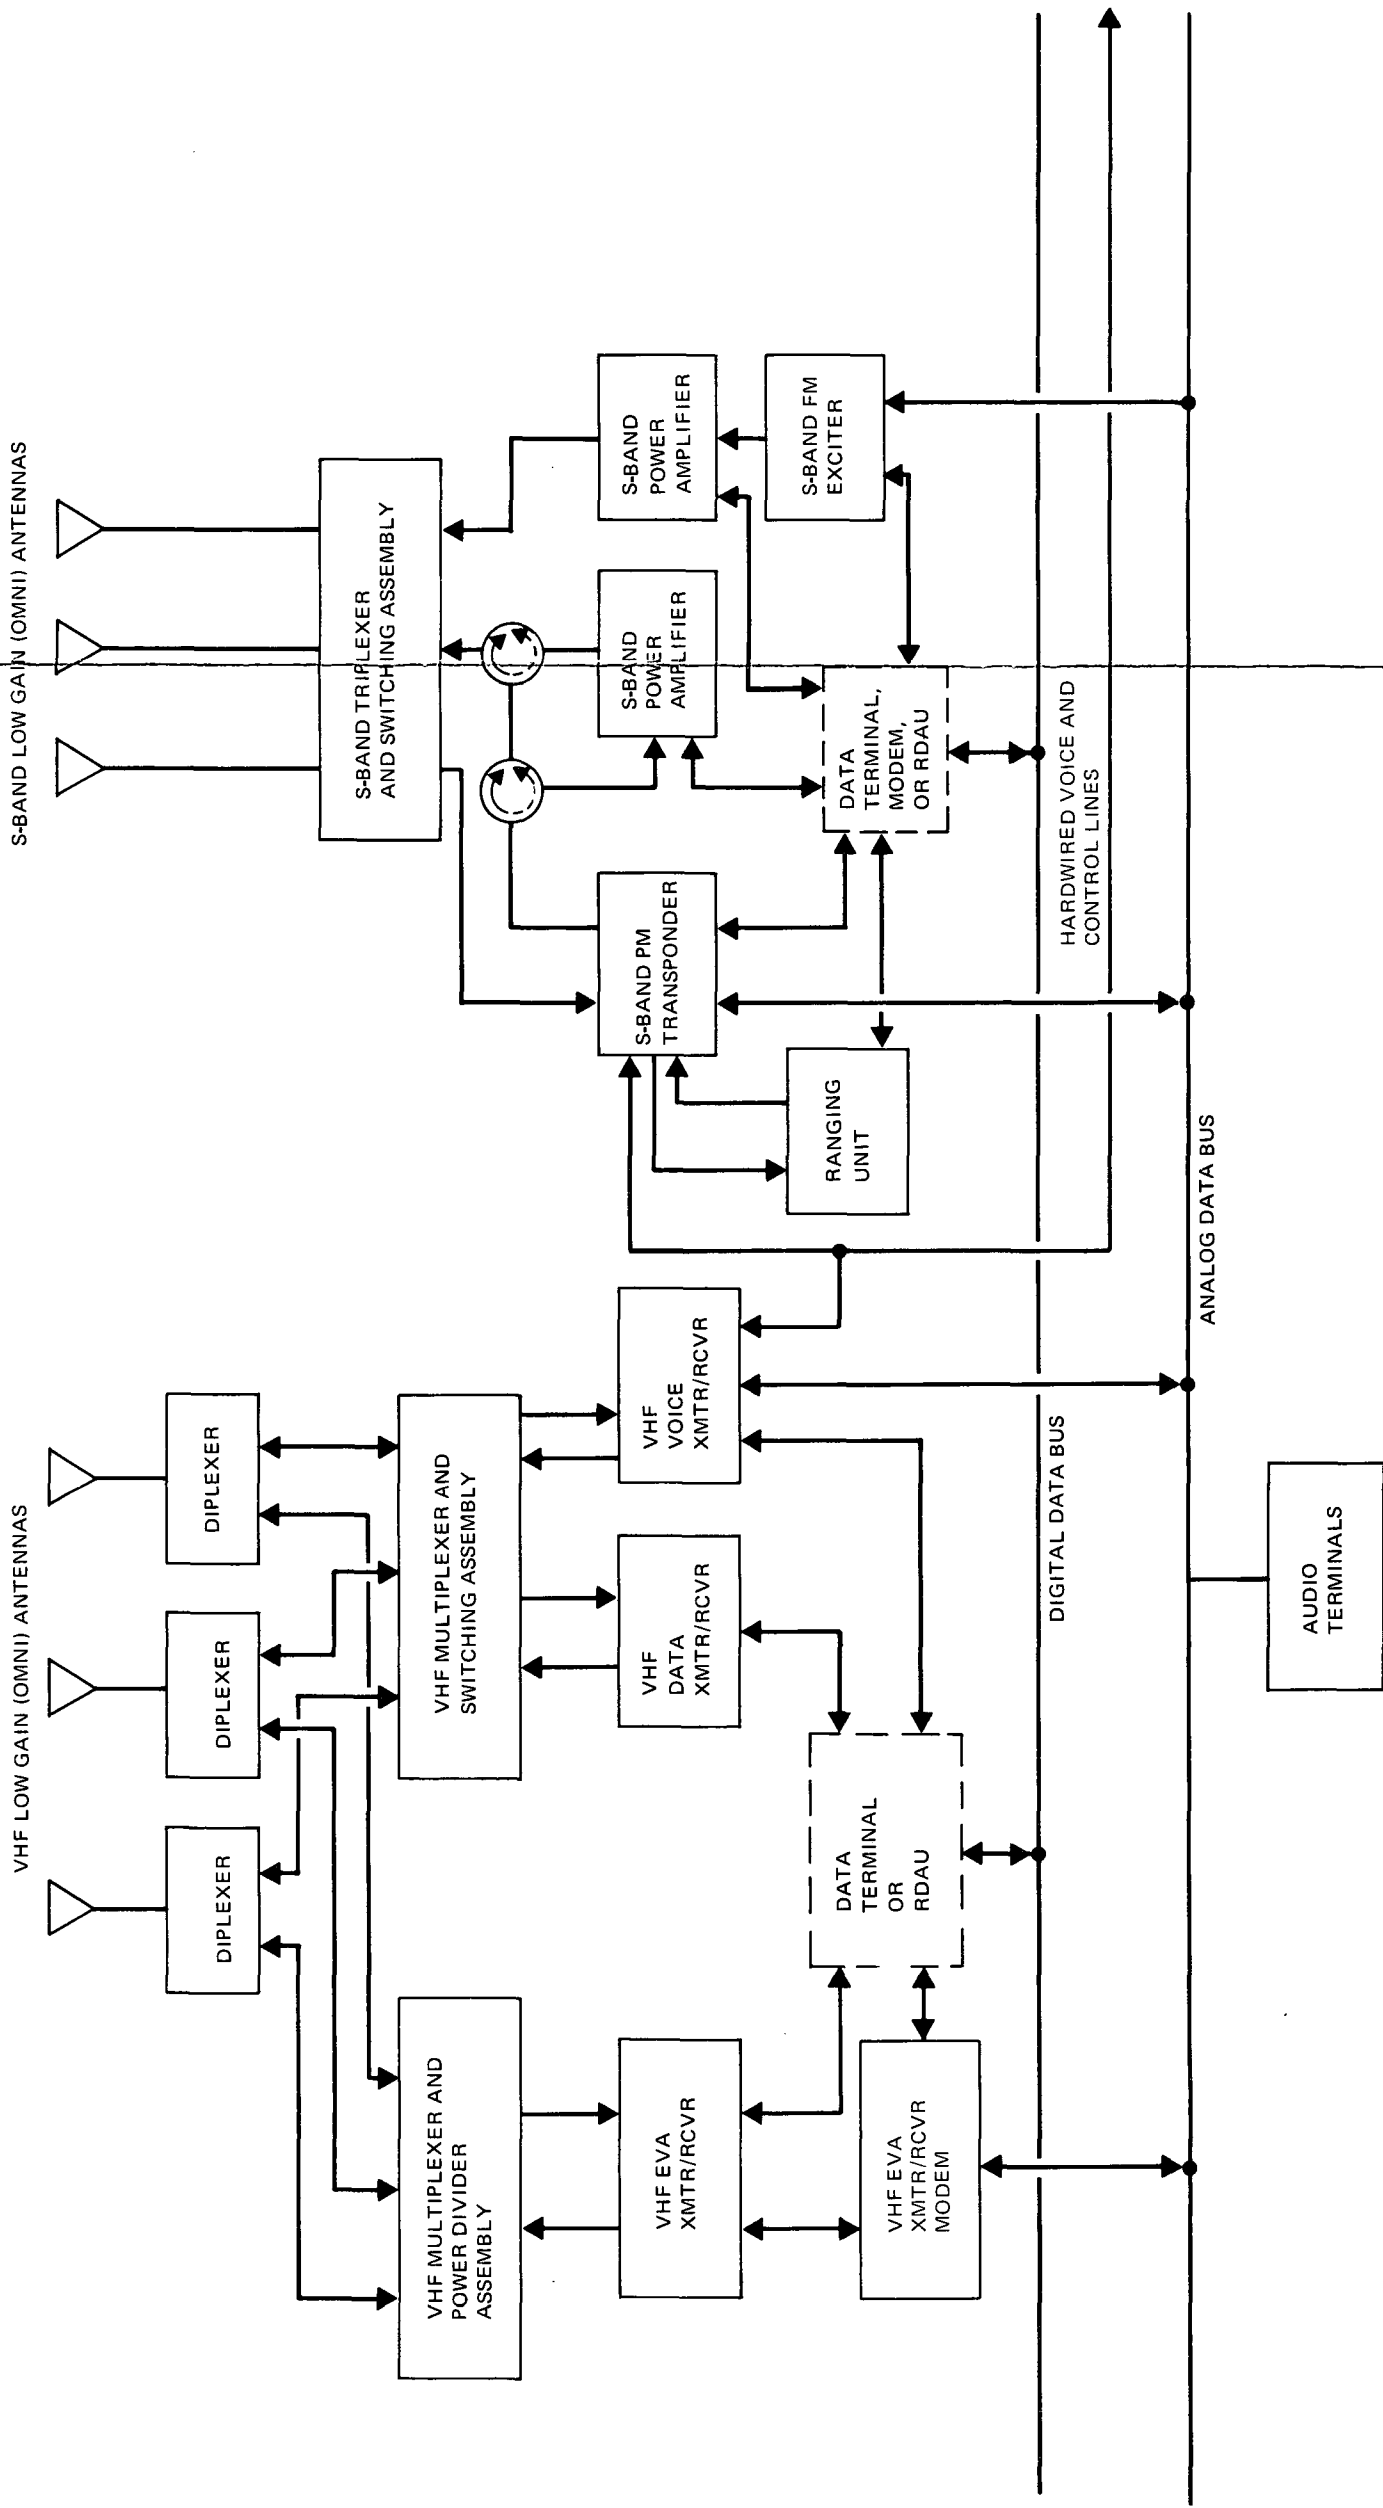 VHF LOW GAIN (OMNI) ANTENNAS
S-BAND LOW GAIN (OMNI) ANTENNAS
DIPLEXER
DIPLEXER
DIPLEXER
S-BAND TRIPLEXER
AND SWITCHING ASSEMBLY
VHF MULTIPLEXER AND
POWER DIVIDER
ASSEMBLY
VHF MULTIPLEXER AND
SWITCHING ASSEMBLY
VHF EVA
XMTR/RCVR
VHF
DATA
XMTR/RCVR
VHF
VOICE
XMTR/RCVR
S-BAND PM
TRANSPONDER
S-BAND
POWER
AMPLIFIER
S-BAND
POWER
AMPLIFIER
VHF EVA
XMTR/RCVR
MODEM
DATA
TERMINAL
OR
RDAU
RANGING
UNIT
DATA
TERMINAL,
MODEM,
OR RDAU
S-BAND FM
EXCITER
DIGITAL DATA BUS
HARDWIRED VOICE AND
CONTROL LINES
ANALOG DATA BUS
AUDIO
TERMINALS